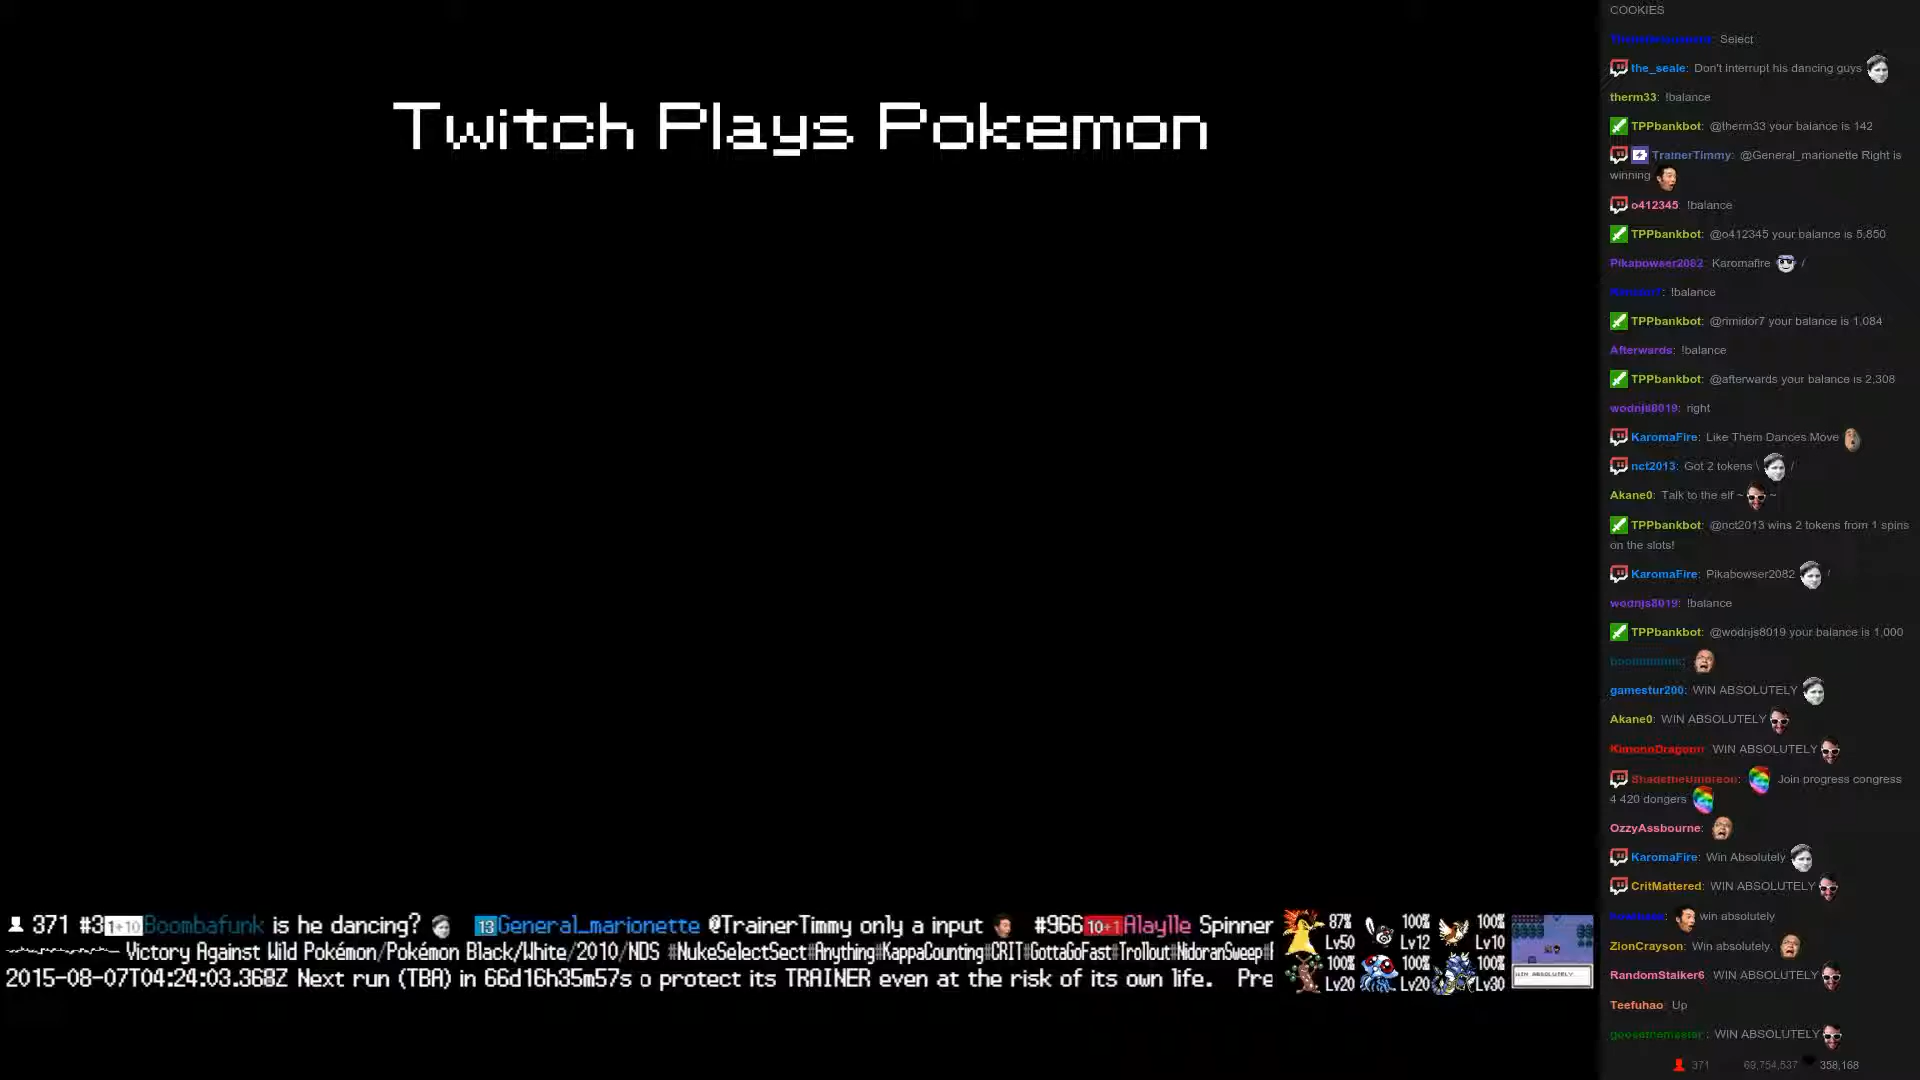 Twitch Plays Pokemon
371 #3 1+10 Boombafunk is he dancing? 13 General_marionette @TrainerTimmy only a input #966 10+1 Alaylle Spinner
Victory Against Wild Pokémon/Pokémon Black/White/2010/NDS #NukeSelectSect#Anything#KappaCounting#CRIT#GottaGoFast#Trollout#NidoranSweep#
2015-08-07T04:24:03.368Z Next run (TBA) in 66d16h35m57s o protect its TRAINER even at the risk of its own life. Pre
87% 100% 100%
Lv50 Lv12 Lv10
100% 100% 100%
Lv20 Lv20 Lv30
WIN ABSOLUTELY
COOKIES
Select
the_seale: Don't interrupt his dancing guys
therm33: !balance
TPPbankbot: @therm33 your balance is 142
TrainerTimmy: @General_marionette Right is
winning
o412345 !balance
TPPbankbot: @o412345 your balance is 5,850
Pikabowser2082 Karomafire /
!balance
TPPbankbot: @rimidor7 your balance is 1,084
Afterwards: !balance
TPPbankbot: @afterwards your balance is 2,308
wodnjs8019: right
KaromaFire: Like Them Dances Move
nct2013: Got 2 tokens \ /
Akane0: Talk to the elf ~ ~
TPPbankbot: @nct2013 wins 2 tokens from 1 spins
on the slots!
KaromaFire: Pikabowser2082 /
wodnjs8019: !balance
TPPbankbot: @wodnjs8019 your balance is 1,000
gamestur200: WIN ABSOLUTELY
Akane0: WIN ABSOLUTELY
KimonoDragonn WIN ABSOLUTELY
Join progress congress
4 420 dongers
OzzyAssbourne:
KaromaFire: Win Absolutely
CritMattered: WIN ABSOLUTELY
win absolutely
ZionCrayson: Win absolutely.
RandomStalker6 WIN ABSOLUTELY
Teefuhao Up
WIN ABSOLUTELY
371 69,754,537 358,168